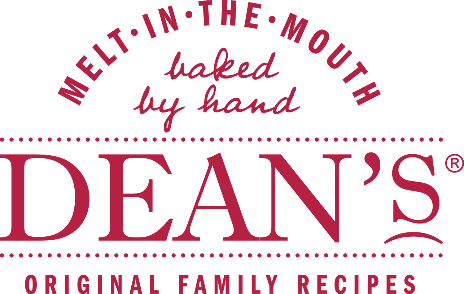 MELT·IN·THE·MOUTH
baked
by hand
DEAN'S®
ORIGINAL FAMILY RECIPES